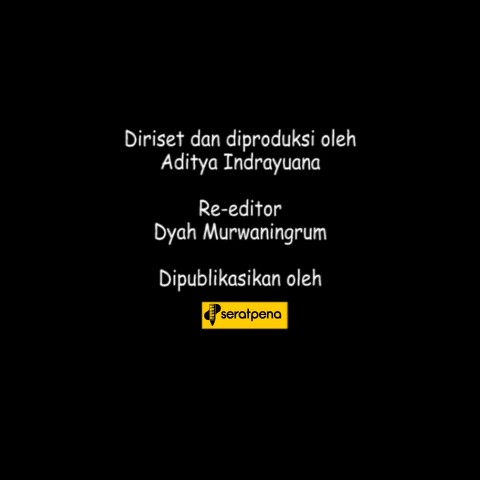 Diriset dan diproduksi oleh
Aditya Indrayuana
Re-editor
Dyah Murwaningrum
Dipublikasikan oleh
seratpena